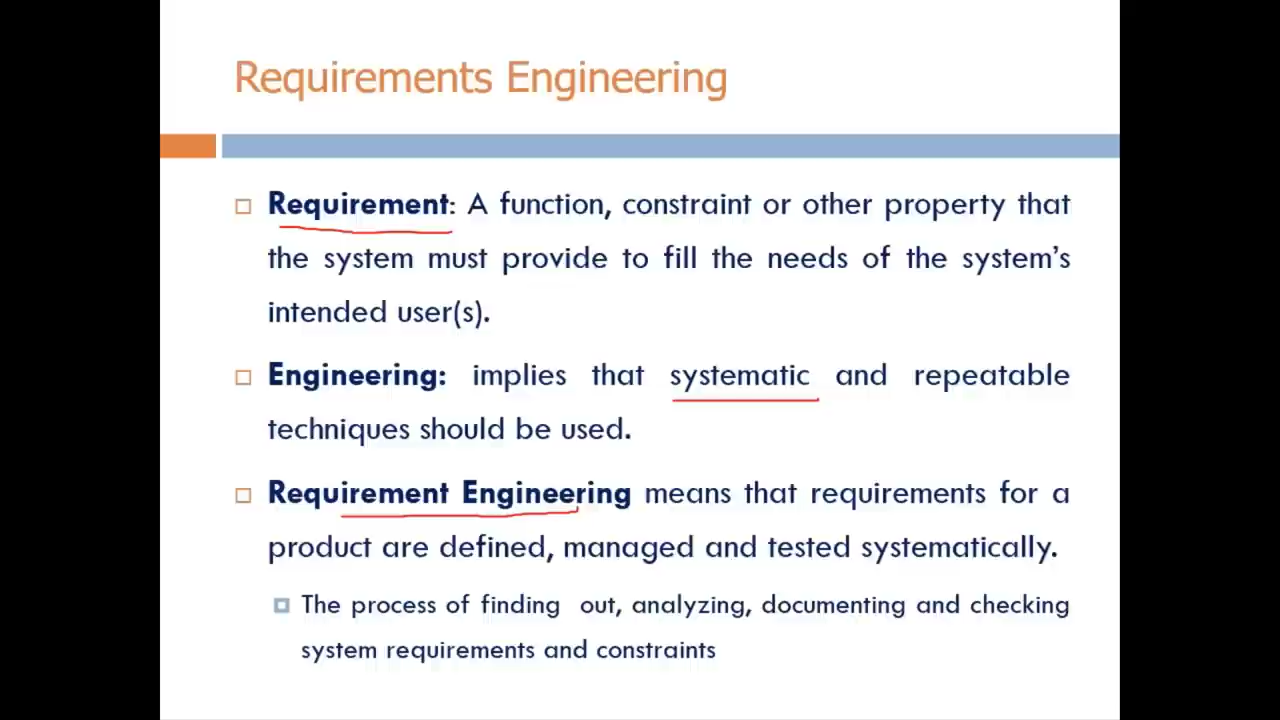 Requirements Engineering
Requirement: A function, constraint or other property that
the system must provide to fill the needs of the system's
intended user(s).
Engineering: implies that systematic and repeatable
techniques should be used.
Requirement Engineering means that requirements for a
product are defined, managed and tested systematically.
The process of finding out, analyzing, documenting and checking
system requirements and constraints